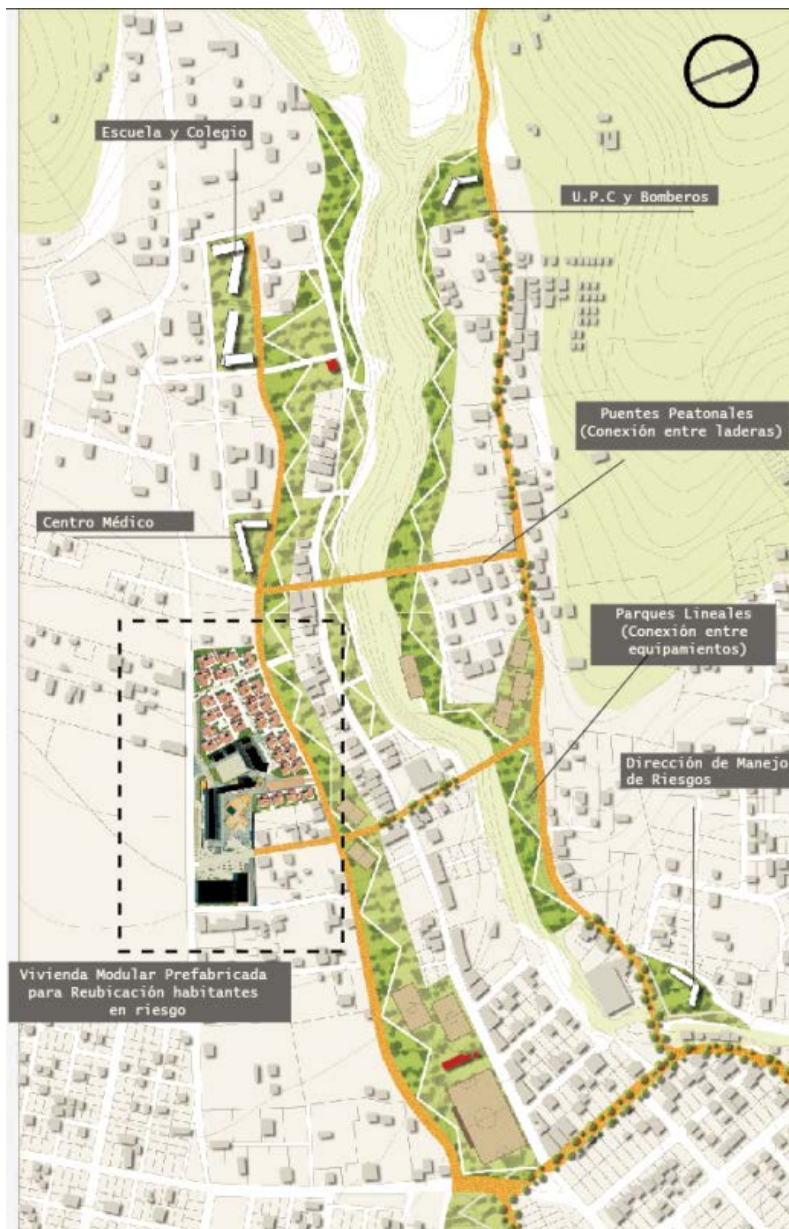 Escuela y Colegio
U.P.C y Bomberos
Puentes Peatonales
(Conexión entre laderas)
Centro Médico
Parques Lineales
(Conexión entre
equipamientos)
Dirección de Manejo
de Riesgos
Vivienda Modular Prefabricada
para Reubicación habitantes
en riesgo